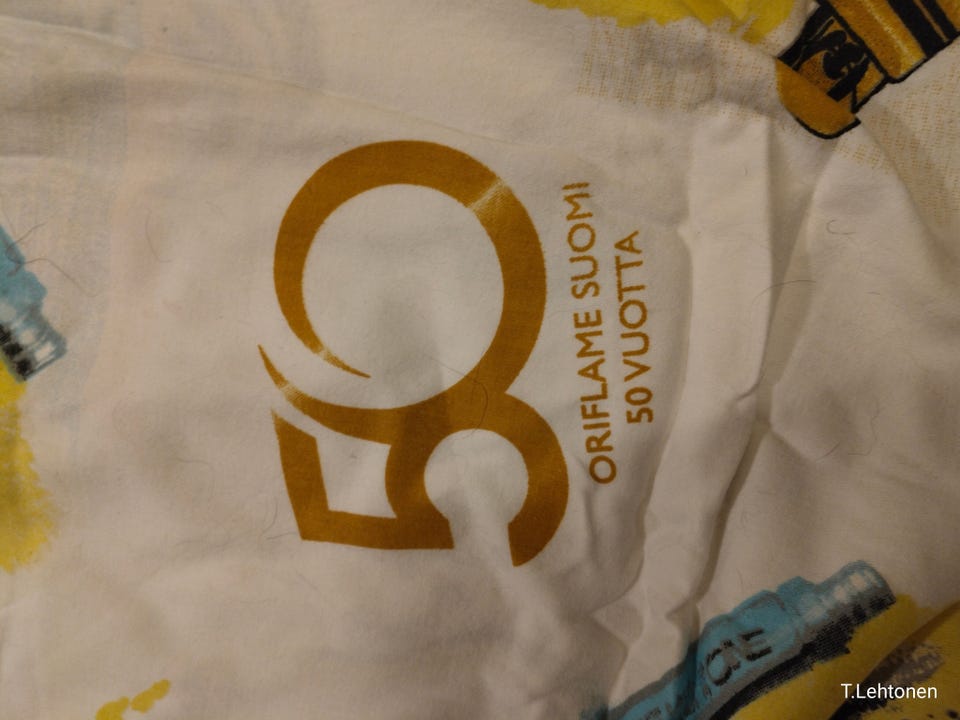 50
ORIFLAME SUOMI
50 VUOTTA
T.Lehtonen